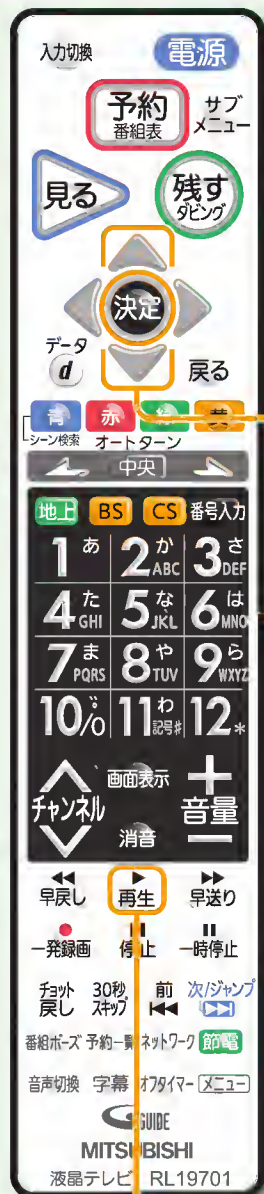 入力切換 電源
予約 サブ
番組表 メニュー
見る 残す
ダビング
決定
データ
d 戻る
青 赤 緑 黄
シーン検索 オートターン
中央
地上 BS CS 番号入力
1 あ 2 か ABC 3 さ DEF
4 た GHI 5 な JKL 6 は MNO
7 ま PQRS 8 や TUV 9 ら WXYZ
10/0 11 わ 記号# 12 *
画面表示 +
チャンネル 音量
消音 −
◀◀ ▶ ▶▶
早戻し 再生 早送り
一発録画 停止 一時停止
チョット 30秒 前 次/ジャンプ
戻し スキップ
番組ポーズ 予約一覧 ネットワーク 節電
音声切換 字幕 オフタイマー メニュー
G GUIDE
MITSUBISHI
液晶テレビ RL19701